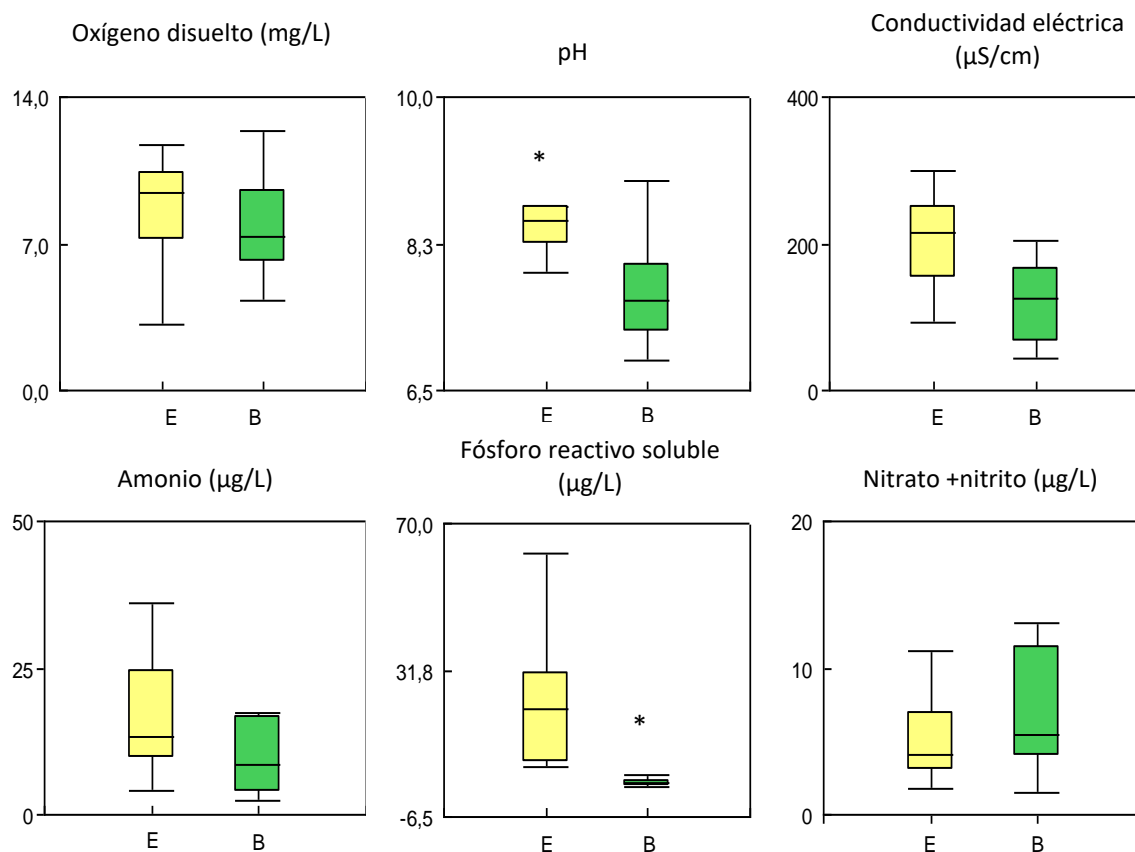 Oxígeno disuelto (mg/L)
14,0
7,0
0,0
E B
pH
*
10,0
8,3
6,5
E B
Conductividad eléctrica
(µS/cm)
400
200
0
E B
Amonio (µg/L)
50
25
0
E B
Fósforo reactivo soluble
(µg/L)
70,0
31,8
*
-6,5
E B
Nitrato +nitrito (µg/L)
20
10
0
E B